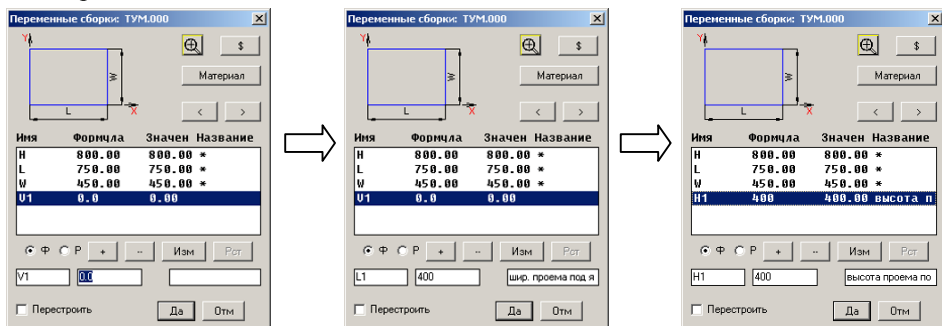 Переменные сборки: ТУМ.000
Y
$
W
Материал
L
X
< >
Имя Формула Значен Название
H 800.00 800.00 *
L 750.00 750.00 *
W 450.00 450.00 *
V1 0.0 0.00
Ф Р + -- Изм Рст
V1 0.0
Перестроить Да Отм
Переменные сборки: ТУМ.000
Y
$
W
Материал
L
X
< >
Имя Формула Значен Название
H 800.00 800.00 *
L 750.00 750.00 *
W 450.00 450.00 *
V1 0.0 0.00
Ф Р + -- Изм Рст
L1 400 шир. проема под я
Перестроить Да Отм
Переменные сборки: ТУМ.000
Y
$
W
Материал
L
X
< >
Имя Формула Значен Название
H 800.00 800.00 *
L 750.00 750.00 *
W 450.00 450.00 *
H1 400 400.00 высота п
Ф Р + -- Изм Рст
H1 400 высота проема по
Перестроить Да Отм